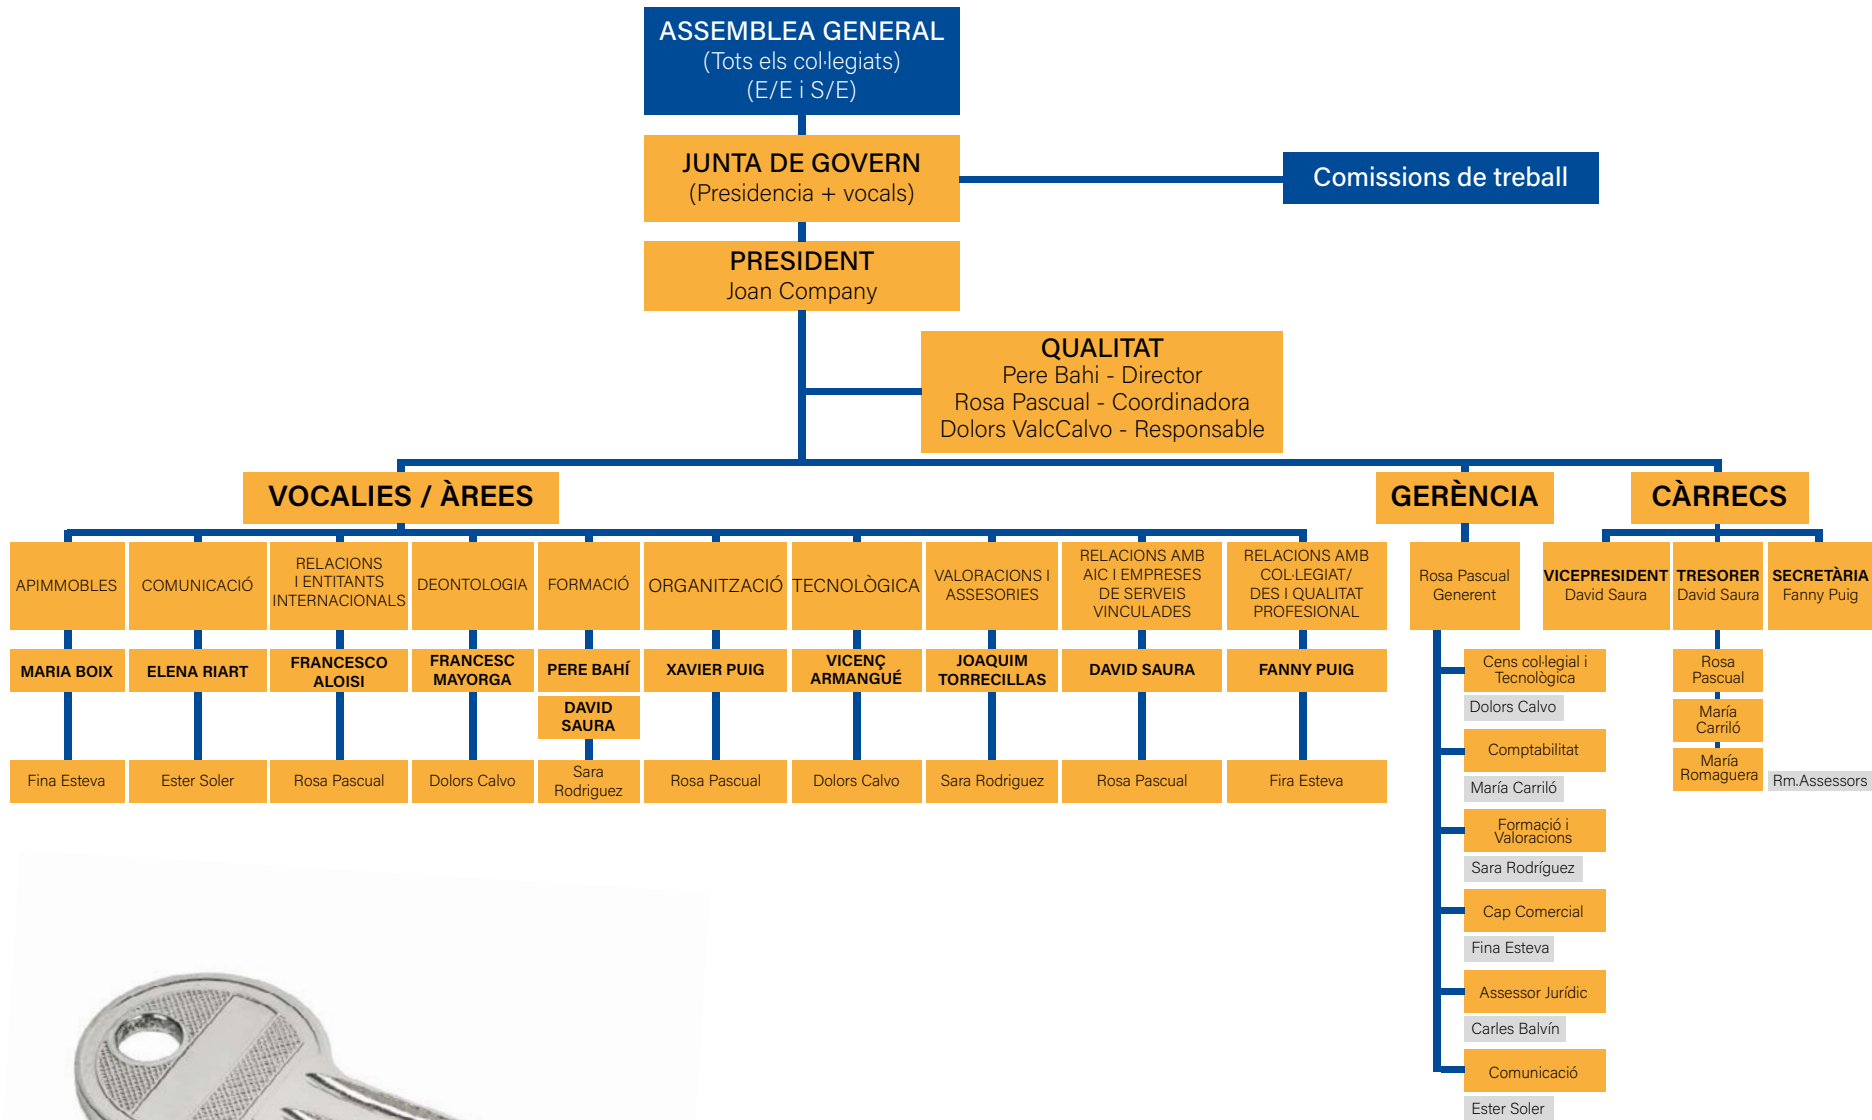 ASSEMBLEA GENERAL
(Tots els col·legiats)
(E/E i S/E)
JUNTA DE GOVERN
(Presidencia + vocals)
Comissions de treball
PRESIDENT
Joan Company
QUALITAT
Pere Bahi - Director
Rosa Pascual - Coordinadora
Dolors ValcCalvo - Responsable
VOCALIES / ÀREES
GERÈNCIA
CÀRRECS
APIMMOBLES
COMUNICACIÓ
RELACIONS
I ENTITANTS
INTERNACIONALS
DEONTOLOGIA
FORMACIÓ
ORGANITZACIÓ
TECNOLÒGICA
VALORACIONS I
ASSESORIES
RELACIONS AMB
AIC I EMPRESES
DE SERVEIS
VINCULADES
RELACIONS AMB
COL·LEGIAT/
DES I QUALITAT
PROFESIONAL
Rosa Pascual
Generent
VICEPRESIDENT
David Saura
TRESORER
David Saura
SECRETÀRIA
Fanny Puig
MARIA BOIX
ELENA RIART
FRANCESCO
ALOISI
FRANCESC
MAYORGA
PERE BAHÍ
DAVID
SAURA
XAVIER PUIG
VICENÇ
ARMANGUÉ
JOAQUIM
TORRECILLAS
DAVID SAURA
FANNY PUIG
Fina Esteva
Ester Soler
Rosa Pascual
Dolors Calvo
Sara
Rodriguez
Rosa Pascual
Dolors Calvo
Sara Rodriguez
Rosa Pascual
Fira Esteva
Cens col·legial i
Tecnològica
Dolors Calvo
Comptabilitat
María Carriló
Formació i
Valoracions
Sara Rodríguez
Cap Comercial
Fina Esteva
Assessor Jurídic
Carles Balvín
Comunicació
Ester Soler
Rosa
Pascual
María
Carriló
María
Romaguera
Rm.Assessors